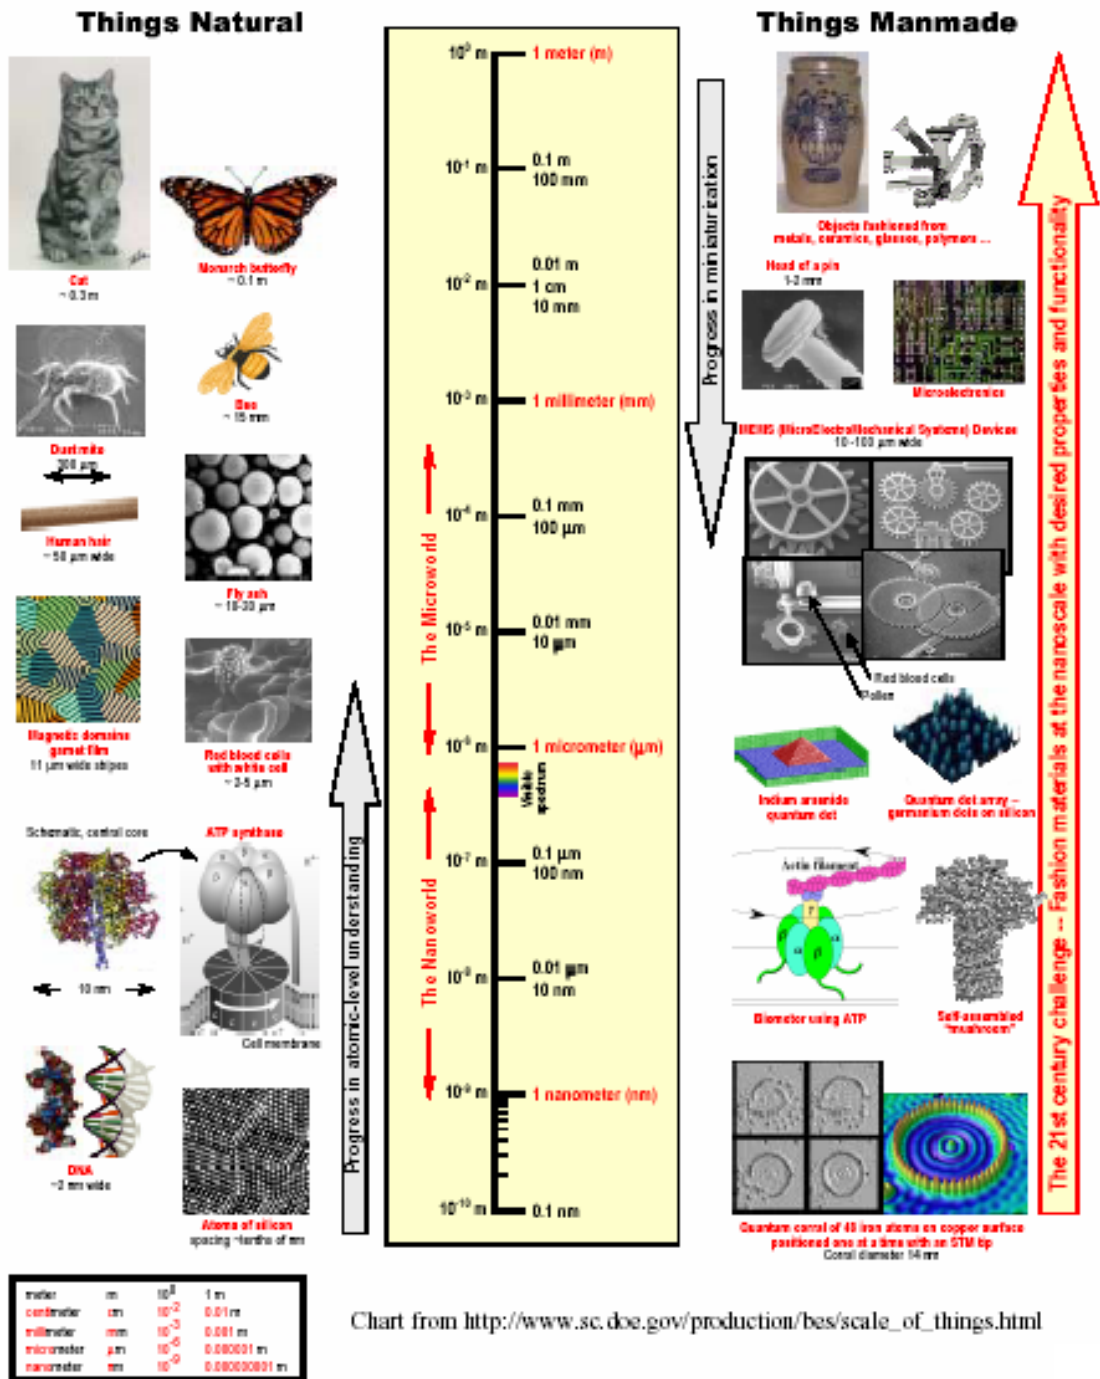 Things Natural
Things Manmade
Cat
~ 0.3 m
Monarch butterfly
~ 0.1 m
Dust mite
300 µm
Bee
~ 15 mm
Human hair
~ 50 µm wide
Fly ash
~ 10-20 µm
Magnetic domains
garnet film
11 µm wide stripes
Red blood cells
with white cell
~ 2-5 µm
Schematic, central core
ATP synthase
10 nm
Cell membrane
DNA
~2 nm wide
Atoms of silicon
spacing ~tenths of nm
Progress in atomic-level understanding
10⁰ m
1 meter (m)
10⁻¹ m
0.1 m
100 mm
10⁻² m
0.01 m
1 cm
10 mm
10⁻³ m
1 millimeter (mm)
10⁻⁴ m
0.1 mm
100 µm
10⁻⁵ m
0.01 mm
10 µm
10⁻⁶ m
1 micrometer (µm)
Visible
spectrum
10⁻⁷ m
0.1 µm
100 nm
10⁻⁸ m
0.01 µm
10 nm
10⁻⁹ m
1 nanometer (nm)
10⁻¹⁰ m
0.1 nm
The Microworld
The Nanoworld
Progress in miniaturization
Objects fashioned from
metals, ceramics, glasses, polymers ...
Head of a pin
1-2 mm
Microelectronics
MEMS (MicroElectroMechanical Systems) Devices
10 -100 µm wide
Red blood cells
Pollen
Indium arsenide
quantum dot
Quantum dot array --
germanium dots on silicon
Actin filament
γ
β
α
β
α
Biomotor using ATP
Self-assembled
"mushroom"
Quantum corral of 48 iron atoms on copper surface
positioned one at a time with an STM tip
Corral diameter 14 nm
The 21st century challenge -- Fashion materials at the nanoscale with desired properties and functionality
meter m 10⁰ 1 m
centimeter cm 10⁻² 0.01 m
millimeter mm 10⁻³ 0.001 m
micrometer µm 10⁻⁶ 0.000001 m
nanometer nm 10⁻⁹ 0.000000001 m
Chart from http://www.sc.doe.gov/production/bes/scale_of_things.html